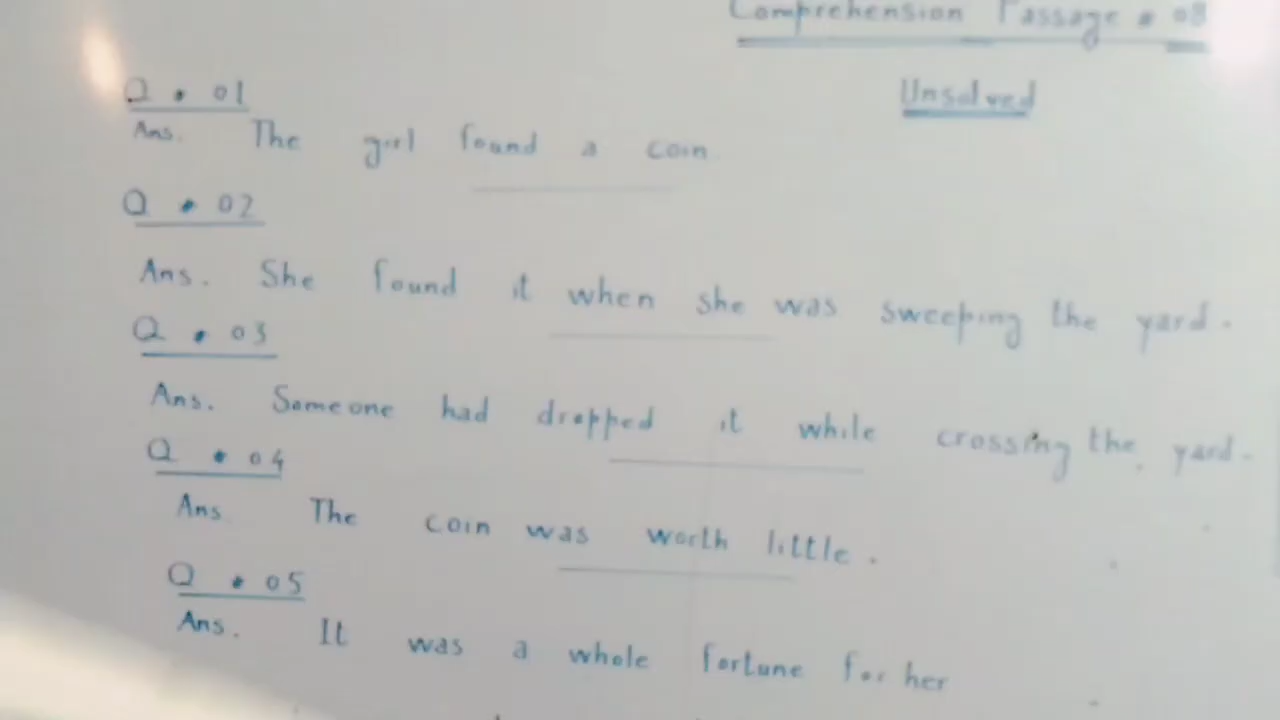 Comprehension Passage • 08
Unsolved
Q • 01
Ans. The girl found a coin.
Q • 02
Ans. She found it when she was sweeping the yard.
Q • 03
Ans. Someone had dropped it while crossing the yard.
Q • 04
Ans. The coin was worth little.
Q • 05
Ans. It was a whole fortune for her